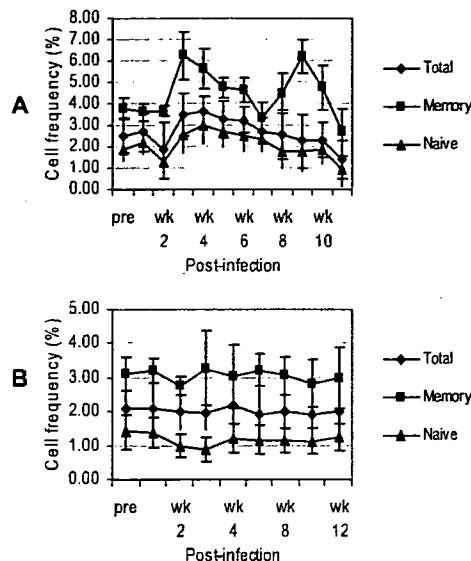 A
Cell frequency (%)
8.00
7.00
6.00
5.00
4.00
3.00
2.00
1.00
0.00
pre wk 2 wk 4 wk 6 wk 8 wk 10
Post-infection
Total
Memory
Naive
B
Cell frequency (%)
5.00
4.00
3.00
2.00
1.00
0.00
pre wk 2 wk 4 wk 8 wk 12
Post-infection
Total
Memory
Naive